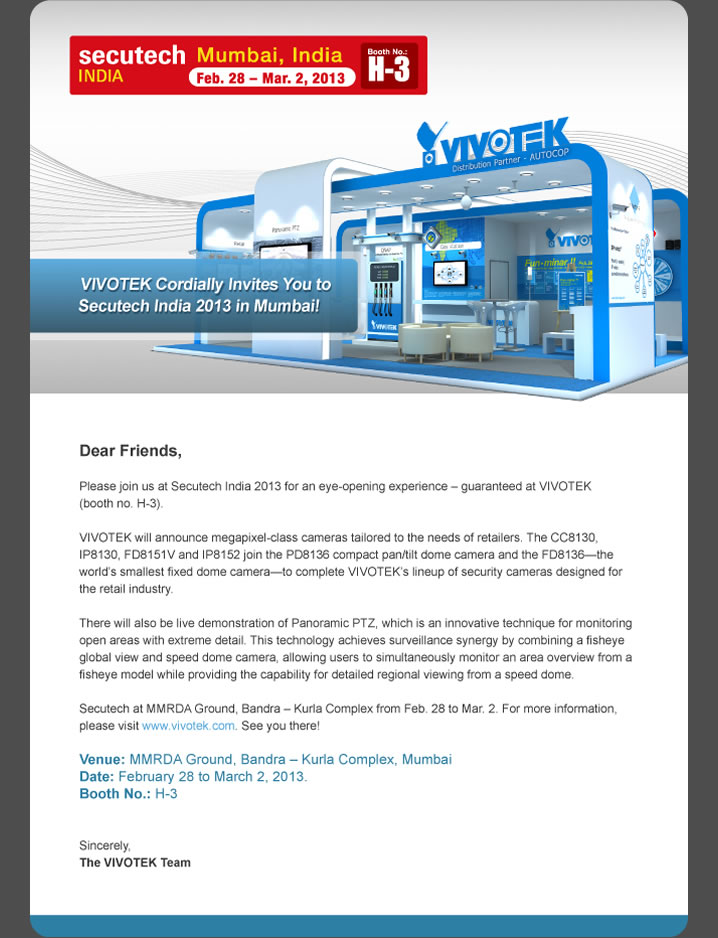 secutech
INDIA
Mumbai, India
Feb. 28 – Mar. 2, 2013
Booth No.:
H-3
VIVOTEK
Distribution Partner - AUTOCOP
Panoramic PTZ
VIVOTEK
Fun-minar !!
VIVOTEK
VIVOTEK Cordially Invites You to
Secutech India 2013 in Mumbai!
Dear Friends,
Please join us at Secutech India 2013 for an eye-opening experience – guaranteed at VIVOTEK
(booth no. H-3).
VIVOTEK will announce megapixel-class cameras tailored to the needs of retailers. The CC8130,
IP8130, FD8151V and IP8152 join the PD8136 compact pan/tilt dome camera and the FD8136—the
world's smallest fixed dome camera—to complete VIVOTEK's lineup of security cameras designed for
the retail industry.
There will also be live demonstration of Panoramic PTZ, which is an innovative technique for monitoring
open areas with extreme detail. This technology achieves surveillance synergy by combining a fisheye
global view and speed dome camera, allowing users to simultaneously monitor an area overview from a
fisheye model while providing the capability for detailed regional viewing from a speed dome.
Secutech at MMRDA Ground, Bandra – Kurla Complex from Feb. 28 to Mar. 2. For more information,
please visit www.vivotek.com. See you there!
Venue: MMRDA Ground, Bandra – Kurla Complex, Mumbai
Date: February 28 to March 2, 2013.
Booth No.: H-3
Sincerely,
The VIVOTEK Team